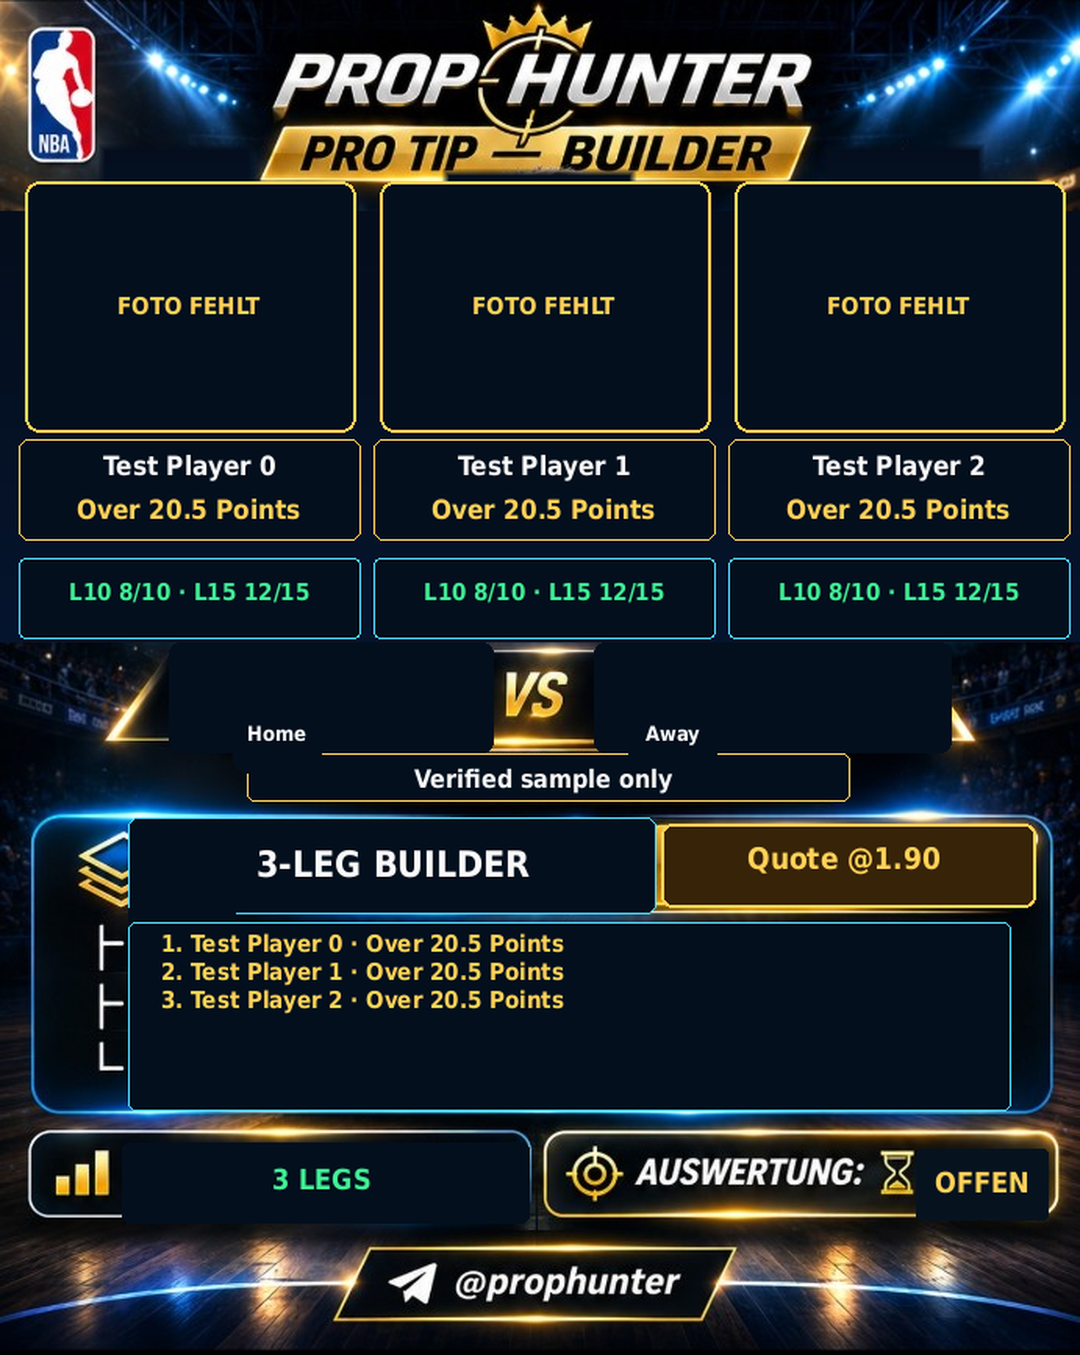 NBA
PROP HUNTER
PRO TIP — BUILDER
FOTO FEHLT
FOTO FEHLT
FOTO FEHLT
Test Player 0
Over 20.5 Points
Test Player 1
Over 20.5 Points
Test Player 2
Over 20.5 Points
L10 8/10 · L15 12/15
L10 8/10 · L15 12/15
L10 8/10 · L15 12/15
Home
VS
Away
Verified sample only
3-LEG BUILDER
Quote @1.90
1. Test Player 0 · Over 20.5 Points
2. Test Player 1 · Over 20.5 Points
3. Test Player 2 · Over 20.5 Points
3 LEGS
AUSWERTUNG: OFFEN
@prophunter